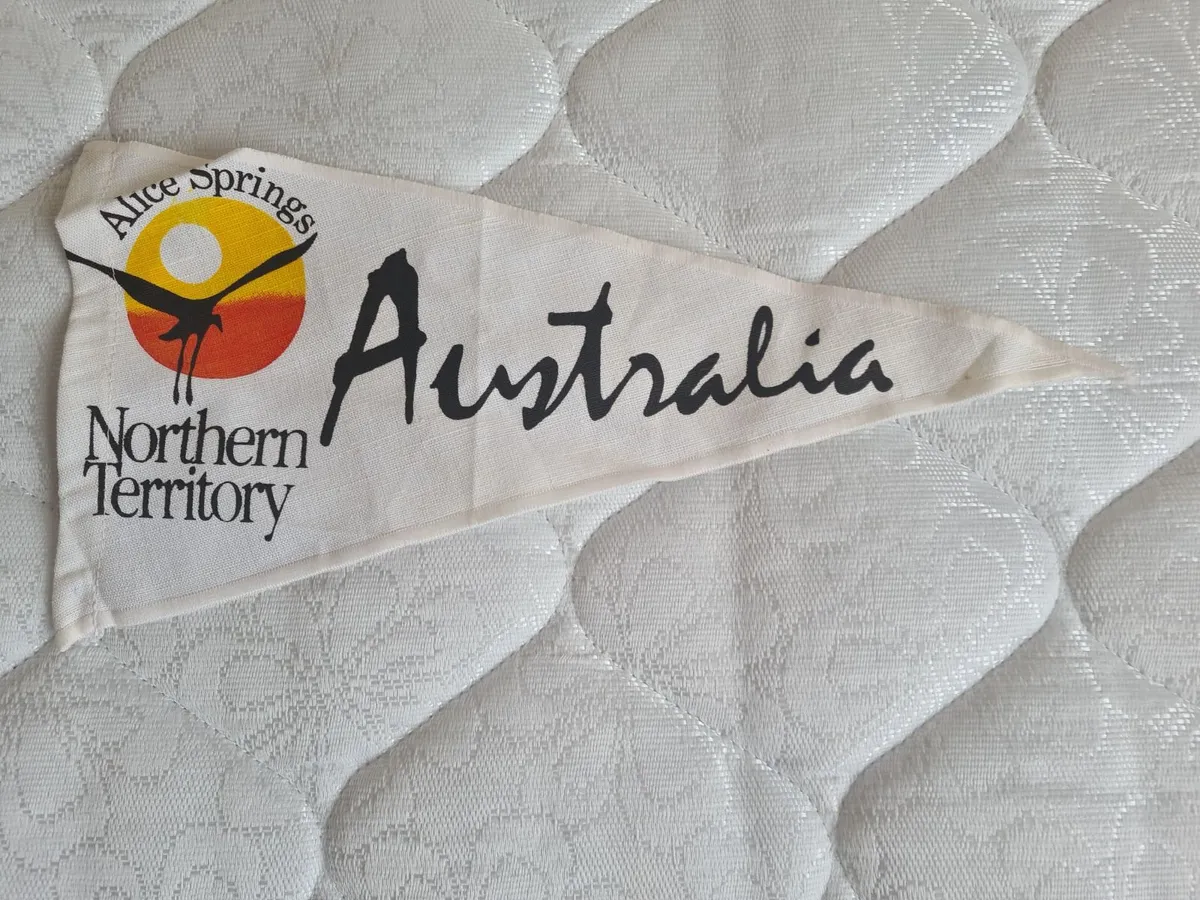 Alice Springs
Northern
Territory
Australia